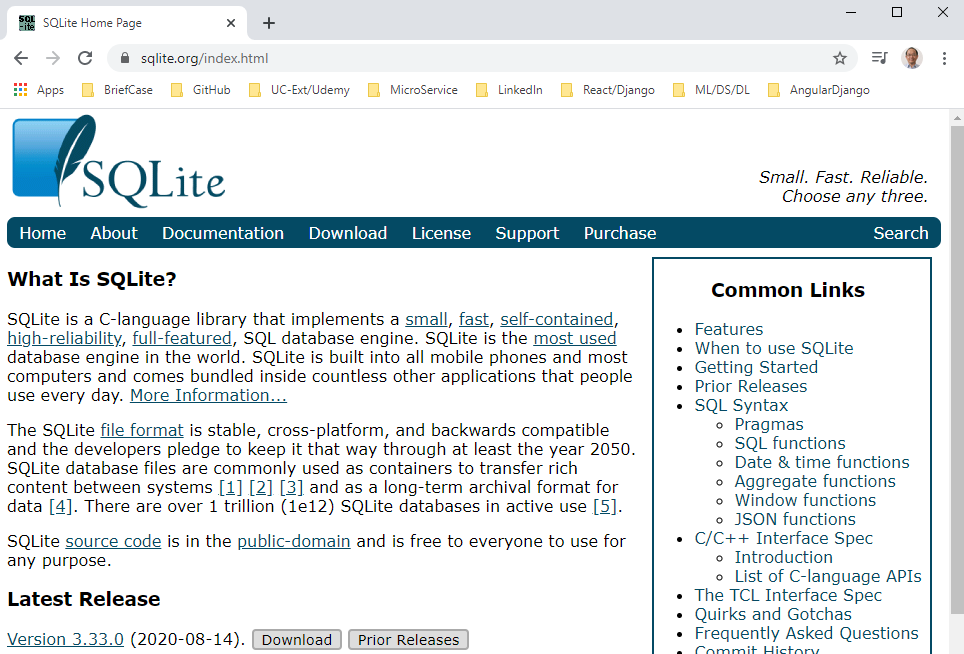 SQLite Home Page
sqlite.org/index.html
Apps BriefCase GitHub UC-Ext/Udemy MicroService LinkedIn React/Django ML/DS/DL AngularDjango
SQLite
Small. Fast. Reliable.
Choose any three.
Home About Documentation Download License Support Purchase Search
What Is SQLite?
SQLite is a C-language library that implements a small, fast, self-contained,
high-reliability, full-featured, SQL database engine. SQLite is the most used
database engine in the world. SQLite is built into all mobile phones and most
computers and comes bundled inside countless other applications that people
use every day. More Information...
The SQLite file format is stable, cross-platform, and backwards compatible
and the developers pledge to keep it that way through at least the year 2050.
SQLite database files are commonly used as containers to transfer rich
content between systems [1] [2] [3] and as a long-term archival format for
data [4]. There are over 1 trillion (1e12) SQLite databases in active use [5].
SQLite source code is in the public-domain and is free to everyone to use for
any purpose.
Latest Release
Version 3.33.0 (2020-08-14). Download Prior Releases
Common Links
Features
When to use SQLite
Getting Started
Prior Releases
SQL Syntax
Pragmas
SQL functions
Date & time functions
Aggregate functions
Window functions
JSON functions
C/C++ Interface Spec
Introduction
List of C-language APIs
The TCL Interface Spec
Quirks and Gotchas
Frequently Asked Questions
Commit History